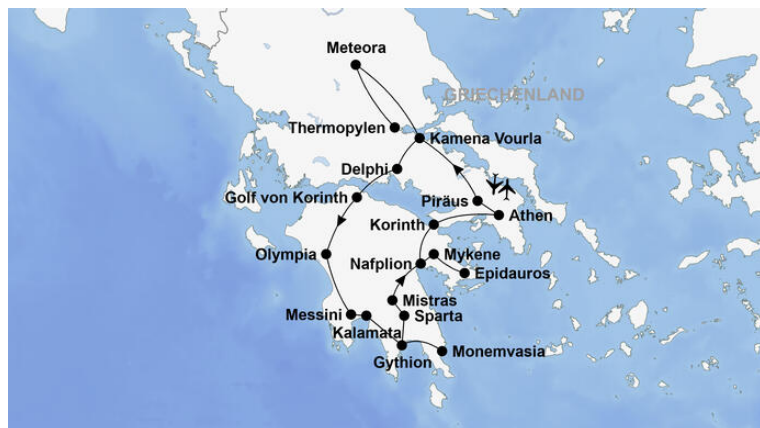 Meteora
GRIECHENLAND
Thermopylen
Kamena Vourla
Delphi
Golf von Korinth
Piräus
Athen
Korinth
Olympia
Mykene
Nafplion
Epidauros
Mistras
Messini
Sparta
Kalamata
Monemvasia
Gythion